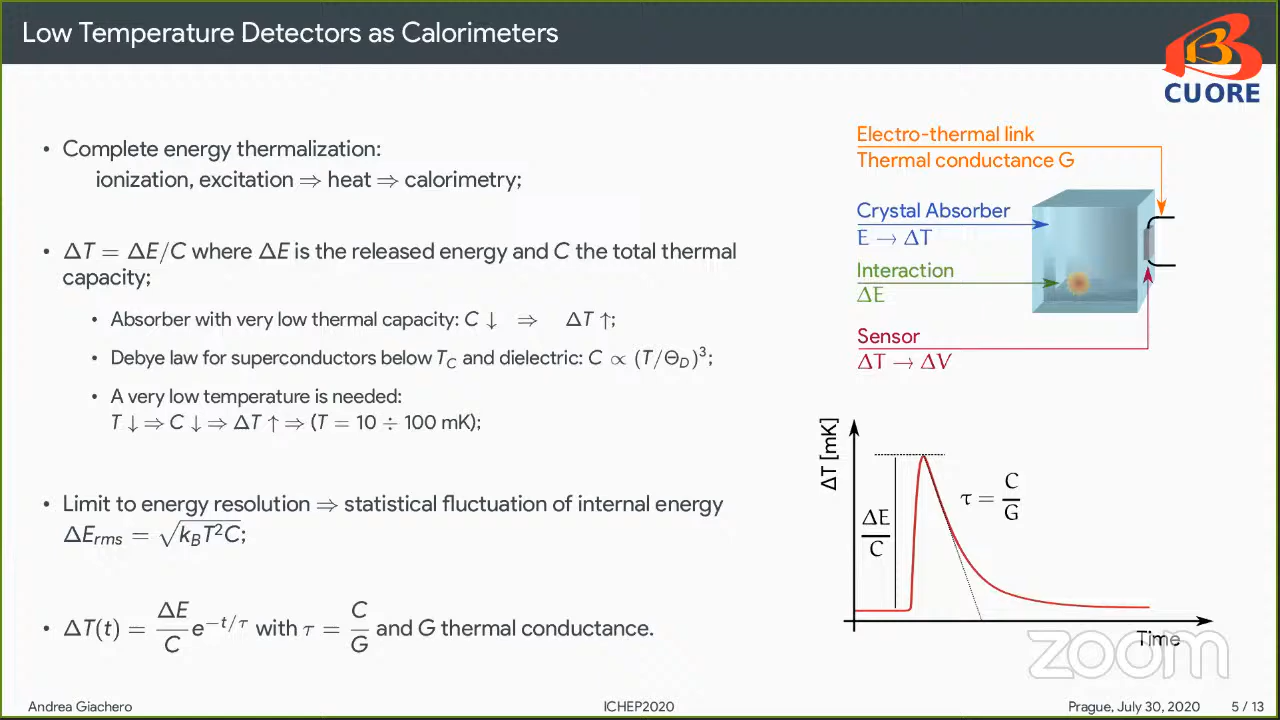 Low Temperature Detectors as Calorimeters
CUORE
• Complete energy thermalization:
ionization, excitation ⇒ heat ⇒ calorimetry;
• ΔT = ΔE/C where ΔE is the released energy and C the total thermal
capacity;
• Absorber with very low thermal capacity: C ↓ ⇒ ΔT ↑;
• Debye law for superconductors below T_C and dielectric: C ∝ (T/Θ_D)³;
• A very low temperature is needed:
T ↓ ⇒ C ↓ ⇒ ΔT ↑ ⇒ (T = 10 ÷ 100 mK);
• Limit to energy resolution ⇒ statistical fluctuation of internal energy
ΔE_rms = √(k_B T² C);
• ΔT(t) = ΔE/C e^(−t/τ) with τ = C/G and G thermal conductance.
Electro-thermal link
Thermal conductance G
Crystal Absorber
E → ΔT
Interaction
ΔE
Sensor
ΔT → ΔV
ΔT [mK]
ΔE/C
τ = C/G
Time
zoom
Andrea Giachero
ICHEP2020
Prague, July 30, 2020
5 / 13